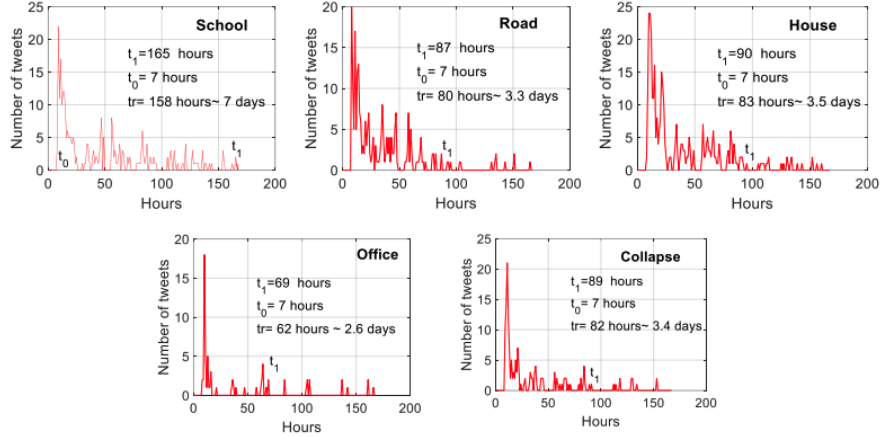 School
t1=165 hours
t0= 7 hours
tr= 158 hours~ 7 days
t0
t1
Number of tweets
25
20
15
10
5
0
0 50 100 150 200
Hours
Road
t1=87 hours
t0= 7 hours
tr= 80 hours~ 3.3 days
t1
Number of tweets
20
15
10
5
0
0 50 100 150 200
Hours
House
t1=90 hours
t0= 7 hours
tr= 83 hours~ 3.5 days
t1
Number of tweets
25
20
15
10
5
0
0 50 100 150 200
Hours
Office
t1=69 hours
t0= 7 hours
tr= 62 hours ~ 2.6 days
t1
Number of tweets
20
15
10
5
0
0 50 100 150 200
Hours
Collapse
t1=89 hours
t0= 7 hours
tr= 82 hours~ 3.4 days
t1
Number of tweets
25
20
15
10
5
0
0 50 100 150 200
Hours